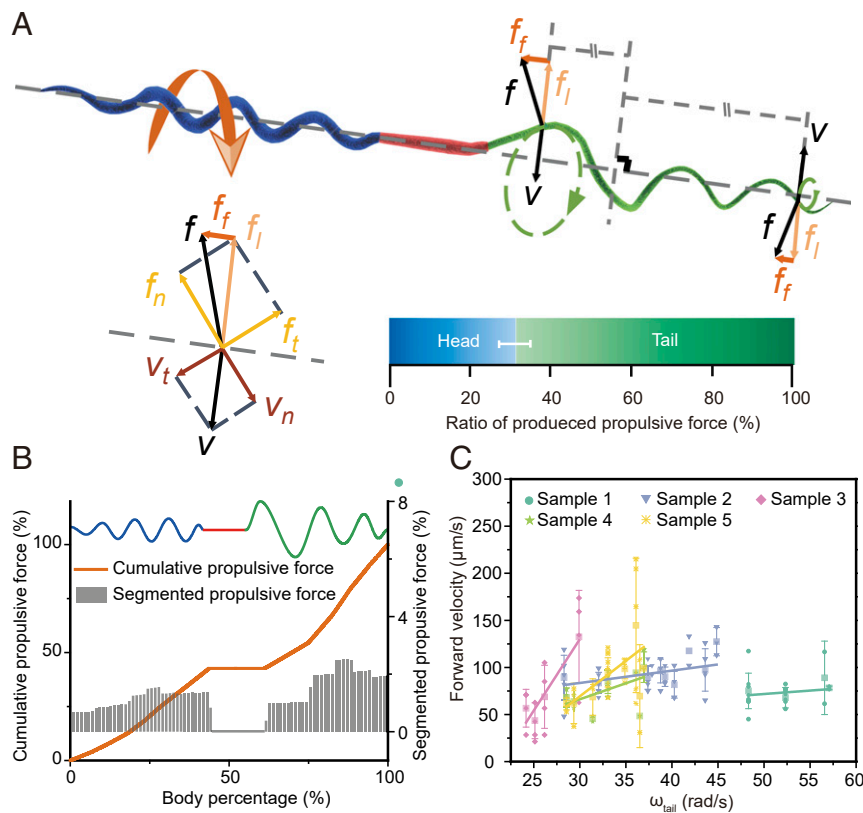 A
f_f
f
f_l
v
v
f
f_l
f_f
f_f
f
f_l
f_n
f_t
v_t
v_n
v
Head Tail
0 20 40 60 80 100
Ratio of produeced propulsive force (%)
B
Cumulative propulsive force (%)
100
50
0
Cumulative propulsive force
Segmented propulsive force
8
4
0
Segmented propulsive force (%)
0 50 100
Body percentage (%)
C
Forward velocity (μm/s)
300
250
200
150
100
50
0
Sample 1 Sample 2 Sample 3
Sample 4 Sample 5
25 30 35 40 45 50 55 60
ω_tail (rad/s)